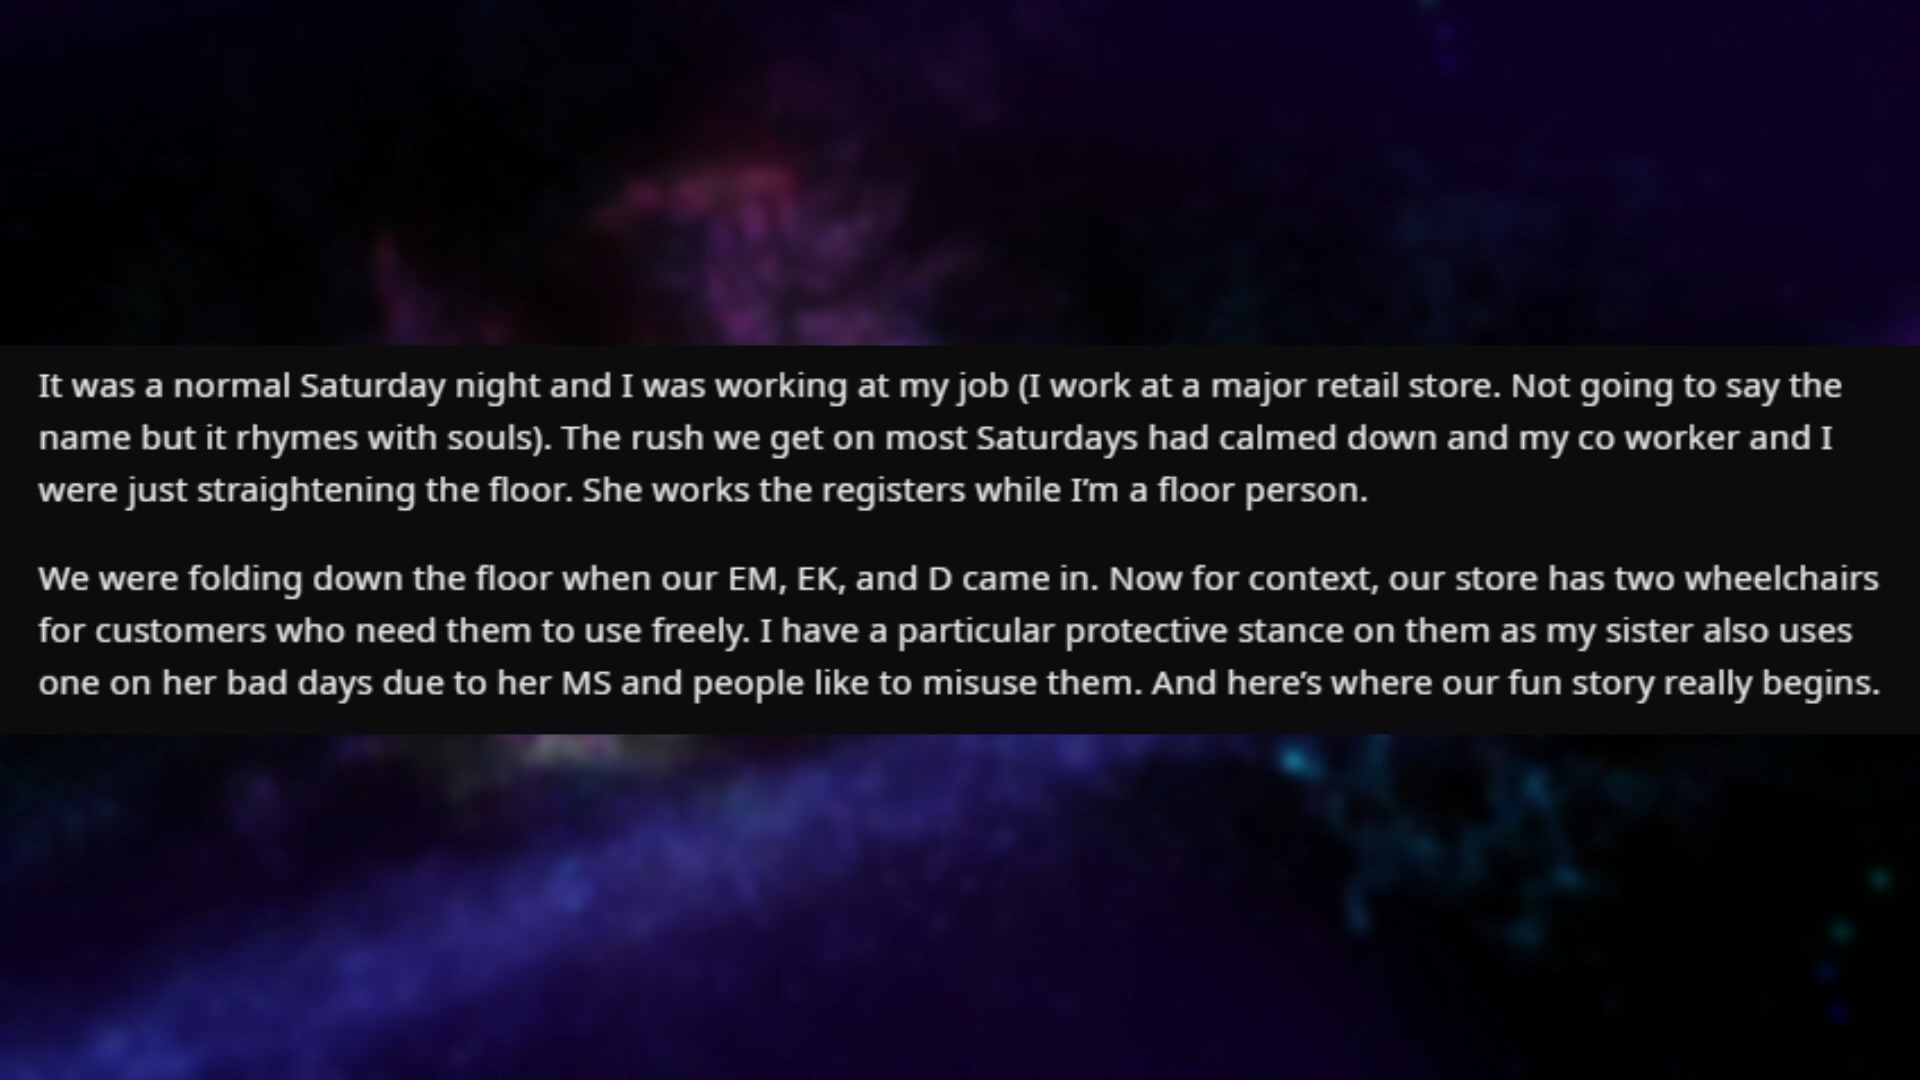 It was a normal Saturday night and I was working at my job (I work at a major retail store. Not going to say the
name but it rhymes with souls). The rush we get on most Saturdays had calmed down and my co worker and I
were just straightening the floor. She works the registers while I’m a floor person.
We were folding down the floor when our EM, EK, and D came in. Now for context, our store has two wheelchairs
for customers who need them to use freely. I have a particular protective stance on them as my sister also uses
one on her bad days due to her MS and people like to misuse them. And here’s where our fun story really begins.